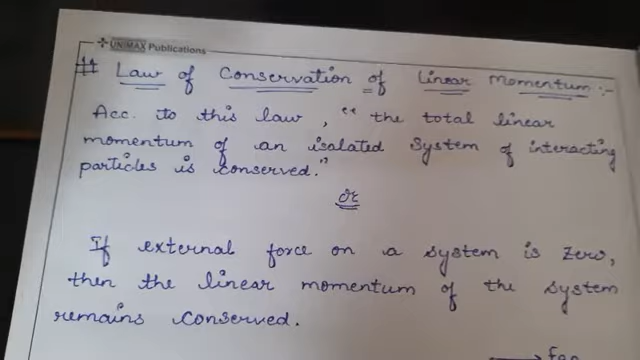 UNIMAX Publications
# Law of Conservation of Linear Momentum :-
Acc. to this law, "the total linear
momentum of an isalated system of interacting
particles is conserved."
or
If external force on a system is zero,
then the linear momentum of the system
remains conserved.